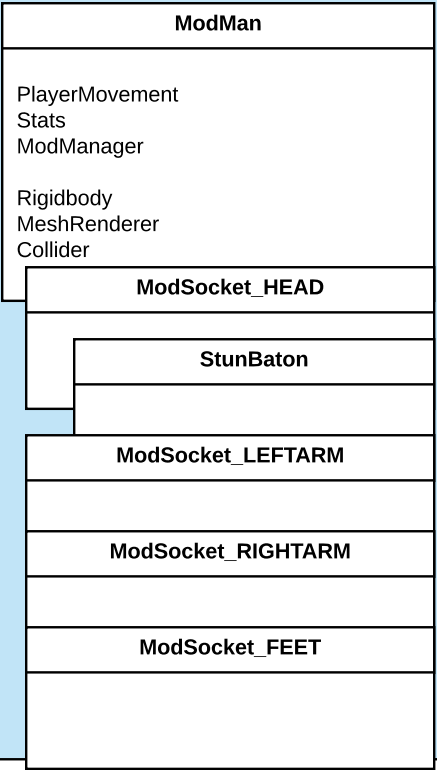 ModMan
PlayerMovement
Stats
ModManager
Rigidbody
MeshRenderer
Collider
ModSocket_HEAD
StunBaton
ModSocket_LEFTARM
ModSocket_RIGHTARM
ModSocket_FEET